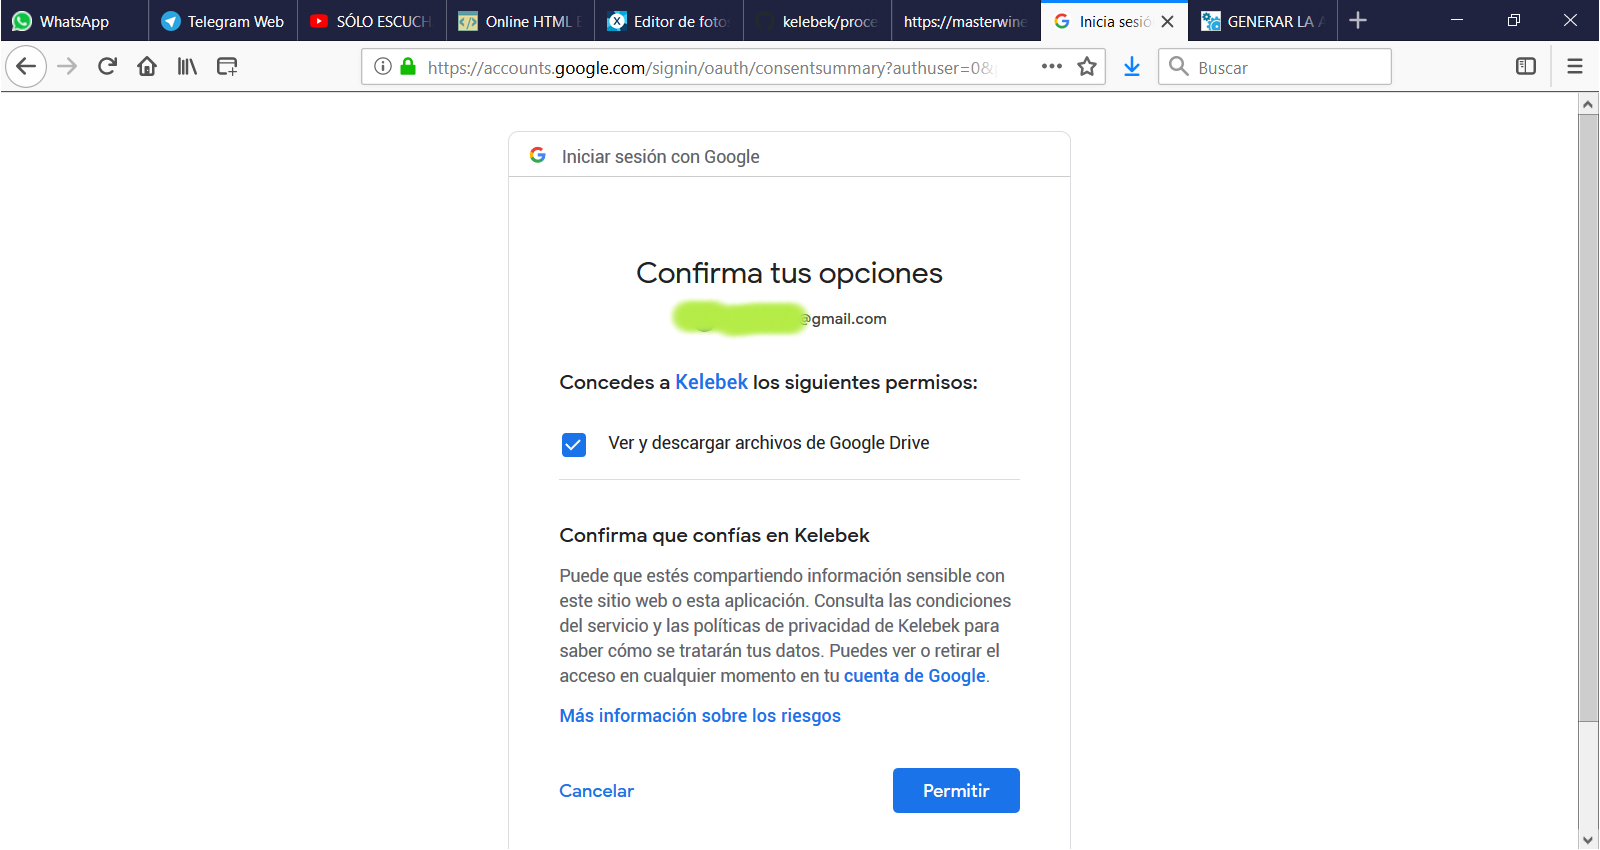 WhatsApp
Telegram Web
SÓLO ESCUCH
Online HTML E
Editor de foto
kelebek/proce
https://masterwine
Inicia sesió
GENERAR LA A
https://accounts.google.com/signin/oauth/consentsummary?authuser=0&
Buscar
Iniciar sesión con Google
Confirma tus opciones
@gmail.com
Concedes a Kelebek los siguientes permisos:
Ver y descargar archivos de Google Drive
Confirma que confías en Kelebek
Puede que estés compartiendo información sensible con
este sitio web o esta aplicación. Consulta las condiciones
del servicio y las políticas de privacidad de Kelebek para
saber cómo se tratarán tus datos. Puedes ver o retirar el
acceso en cualquier momento en tu cuenta de Google.
Más información sobre los riesgos
Cancelar
Permitir